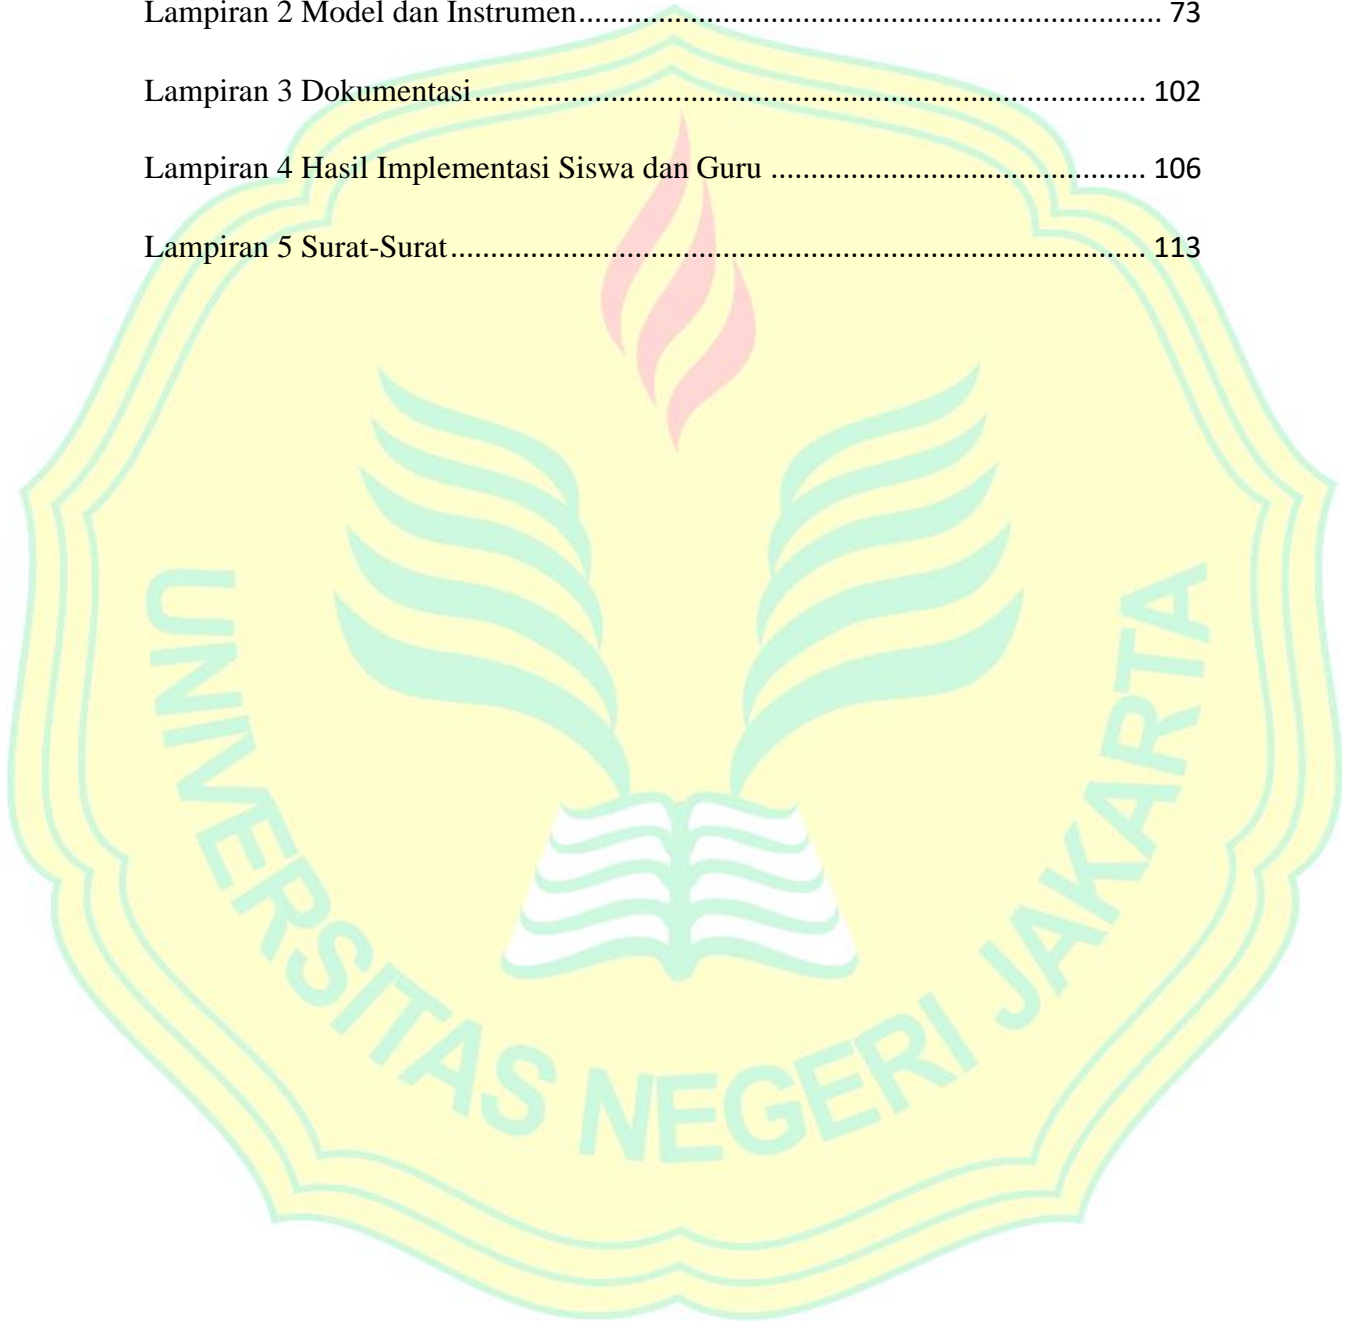 Lampiran 2 Model dan Instrumen.......................................................................... 73
Lampiran 3 Dokumentasi..................................................................................... 102
Lampiran 4 Hasil Implementasi Siswa dan Guru ............................................... 106
Lampiran 5 Surat-Surat........................................................................................ 113
UNIVERSITAS NEGERI JAKARTA